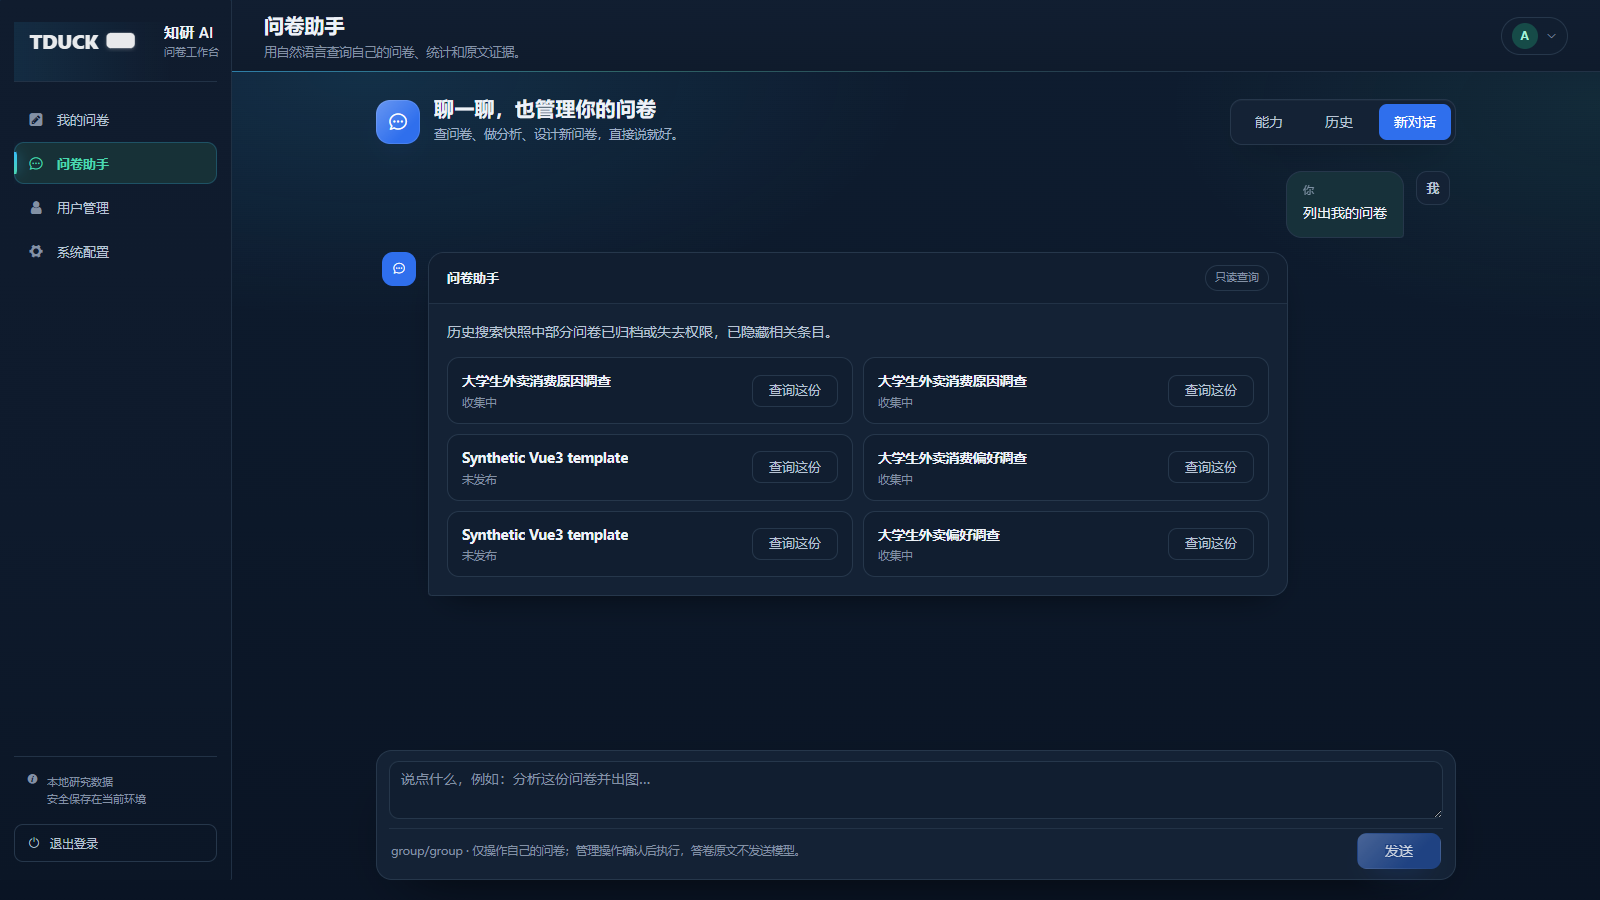 TDUCK
知研 AI
问卷工作台
我的问卷
问卷助手
用户管理
系统配置
本地研究数据
安全保存在当前环境
退出登录
问卷助手
用自然语言查询自己的问卷、统计和原文证据。
A
聊一聊，也管理你的问卷
查问卷、做分析、设计新问卷，直接说就好。
能力
历史
新对话
你
列出我的问卷
我
问卷助手
只读查询
历史搜索快照中部分问卷已归档或失去权限，已隐藏相关条目。
大学生外卖消费原因调查
收集中
查询这份
大学生外卖消费原因调查
收集中
查询这份
Synthetic Vue3 template
未发布
查询这份
大学生外卖消费偏好调查
收集中
查询这份
Synthetic Vue3 template
未发布
查询这份
大学生外卖偏好调查
收集中
查询这份
说点什么，例如：分析这份问卷并出图...
group/group · 仅操作自己的问卷；管理操作确认后执行，答卷原文不发送模型。
发送